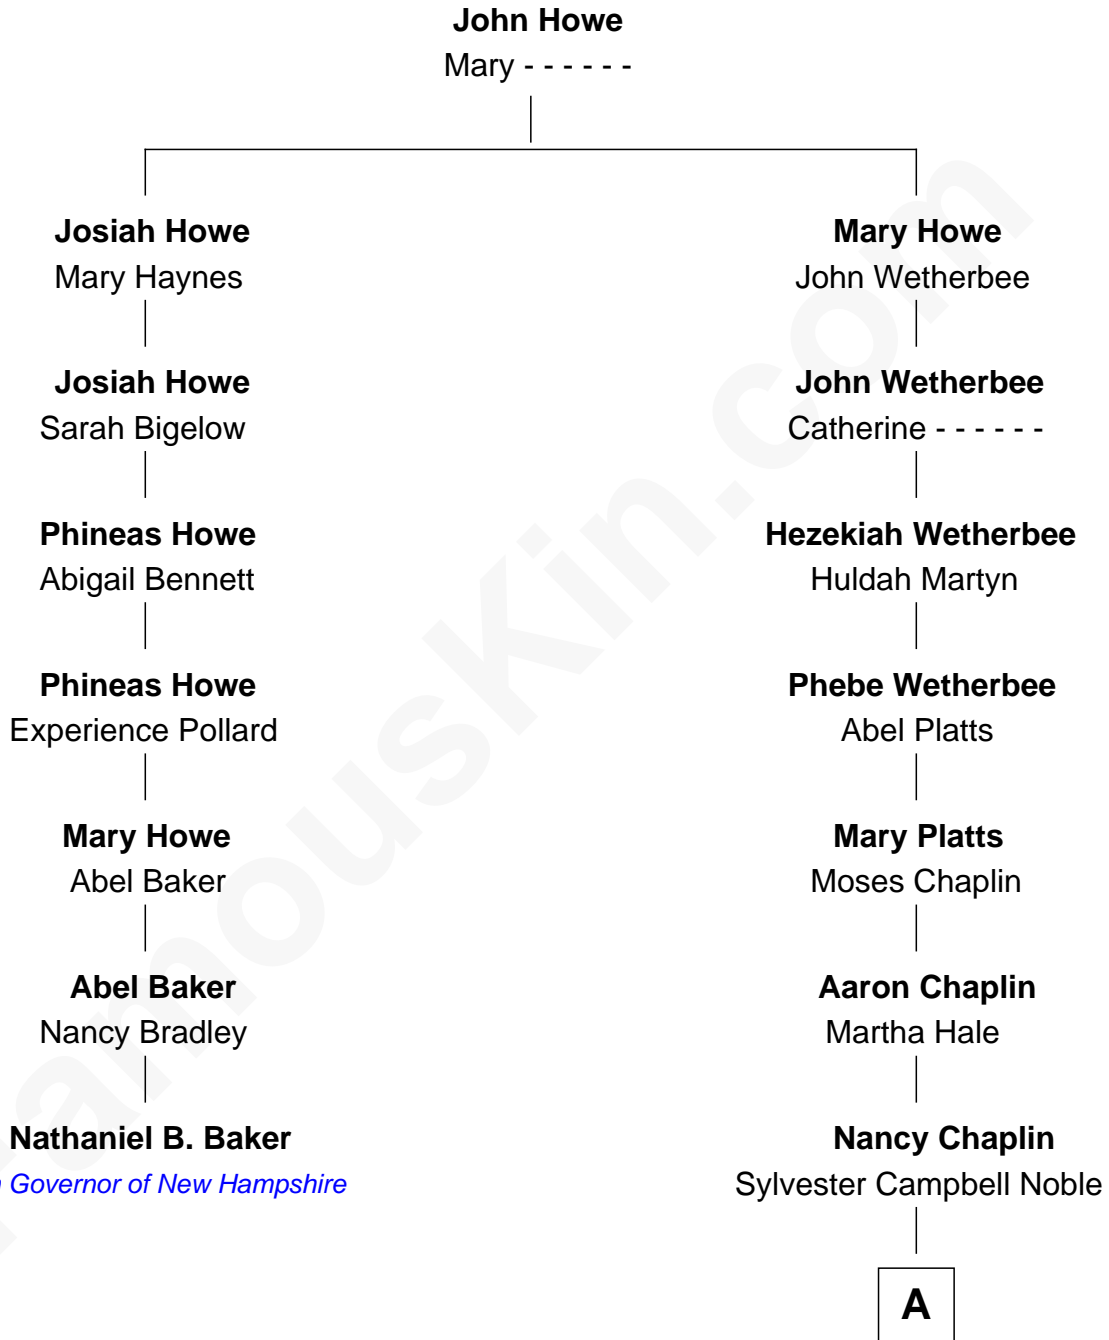 John Howe
Mary - - - - - -
Josiah Howe
Mary Haynes
Mary Howe
John Wetherbee
Josiah Howe
Sarah Bigelow
John Wetherbee
Catherine - - - - - -
Phineas Howe
Abigail Bennett
Hezekiah Wetherbee
Huldah Martyn
Phineas Howe
Experience Pollard
Phebe Wetherbee
Abel Platts
Mary Howe
Abel Baker
Mary Platts
Moses Chaplin
Abel Baker
Nancy Bradley
Aaron Chaplin
Martha Hale
Nathaniel B. Baker
Governor of New Hampshire
Nancy Chaplin
Sylvester Campbell Noble
A
FamousKin.com